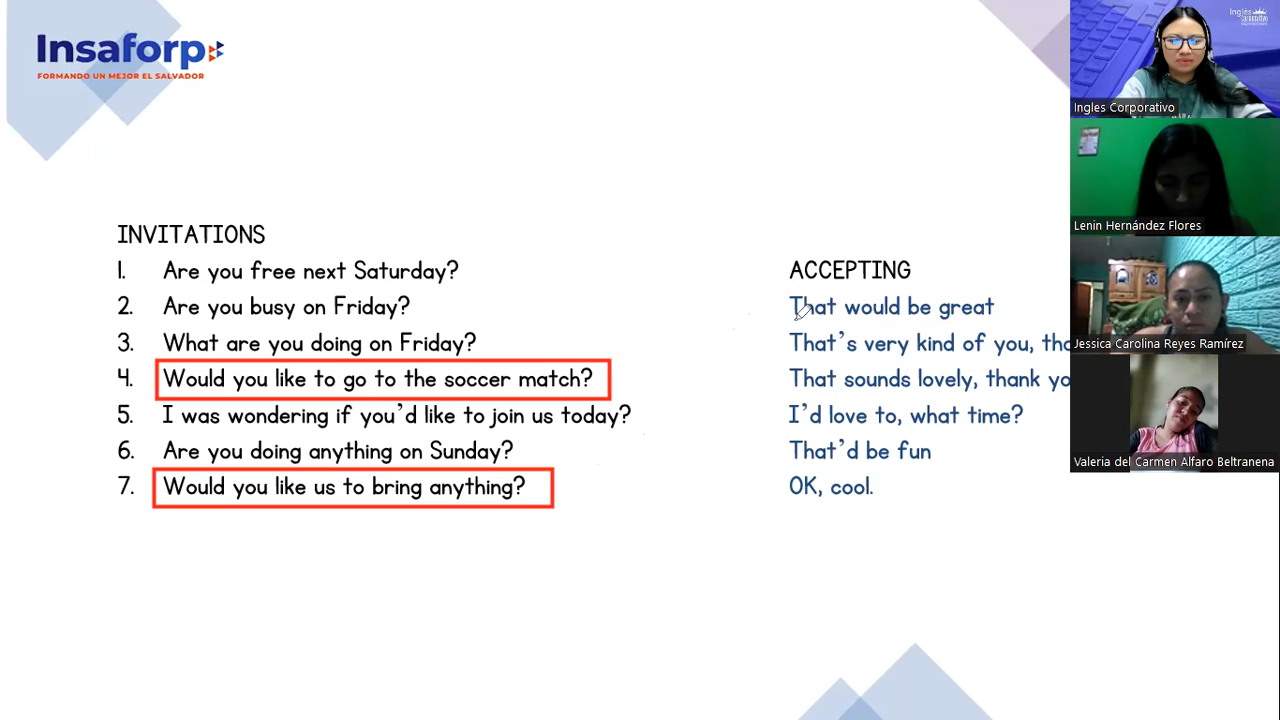 Insaforp
FORMANDO UN MEJOR EL SALVADOR
INVITATIONS
1. Are you free next Saturday?
2. Are you busy on Friday?
3. What are you doing on Friday?
4. Would you like to go to the soccer match?
5. I was wondering if you'd like to join us today?
6. Are you doing anything on Sunday?
7. Would you like us to bring anything?
ACCEPTING
That would be great
That's very kind of you,
That sounds lovely, thank
I'd love to, what time?
That'd be fun
OK, cool.
Ingles
Ingles Corporativo
Lenin Hernández Flores
Jessica Carolina Reyes Ramírez
Valeria del Carmen Alfaro Beltranena